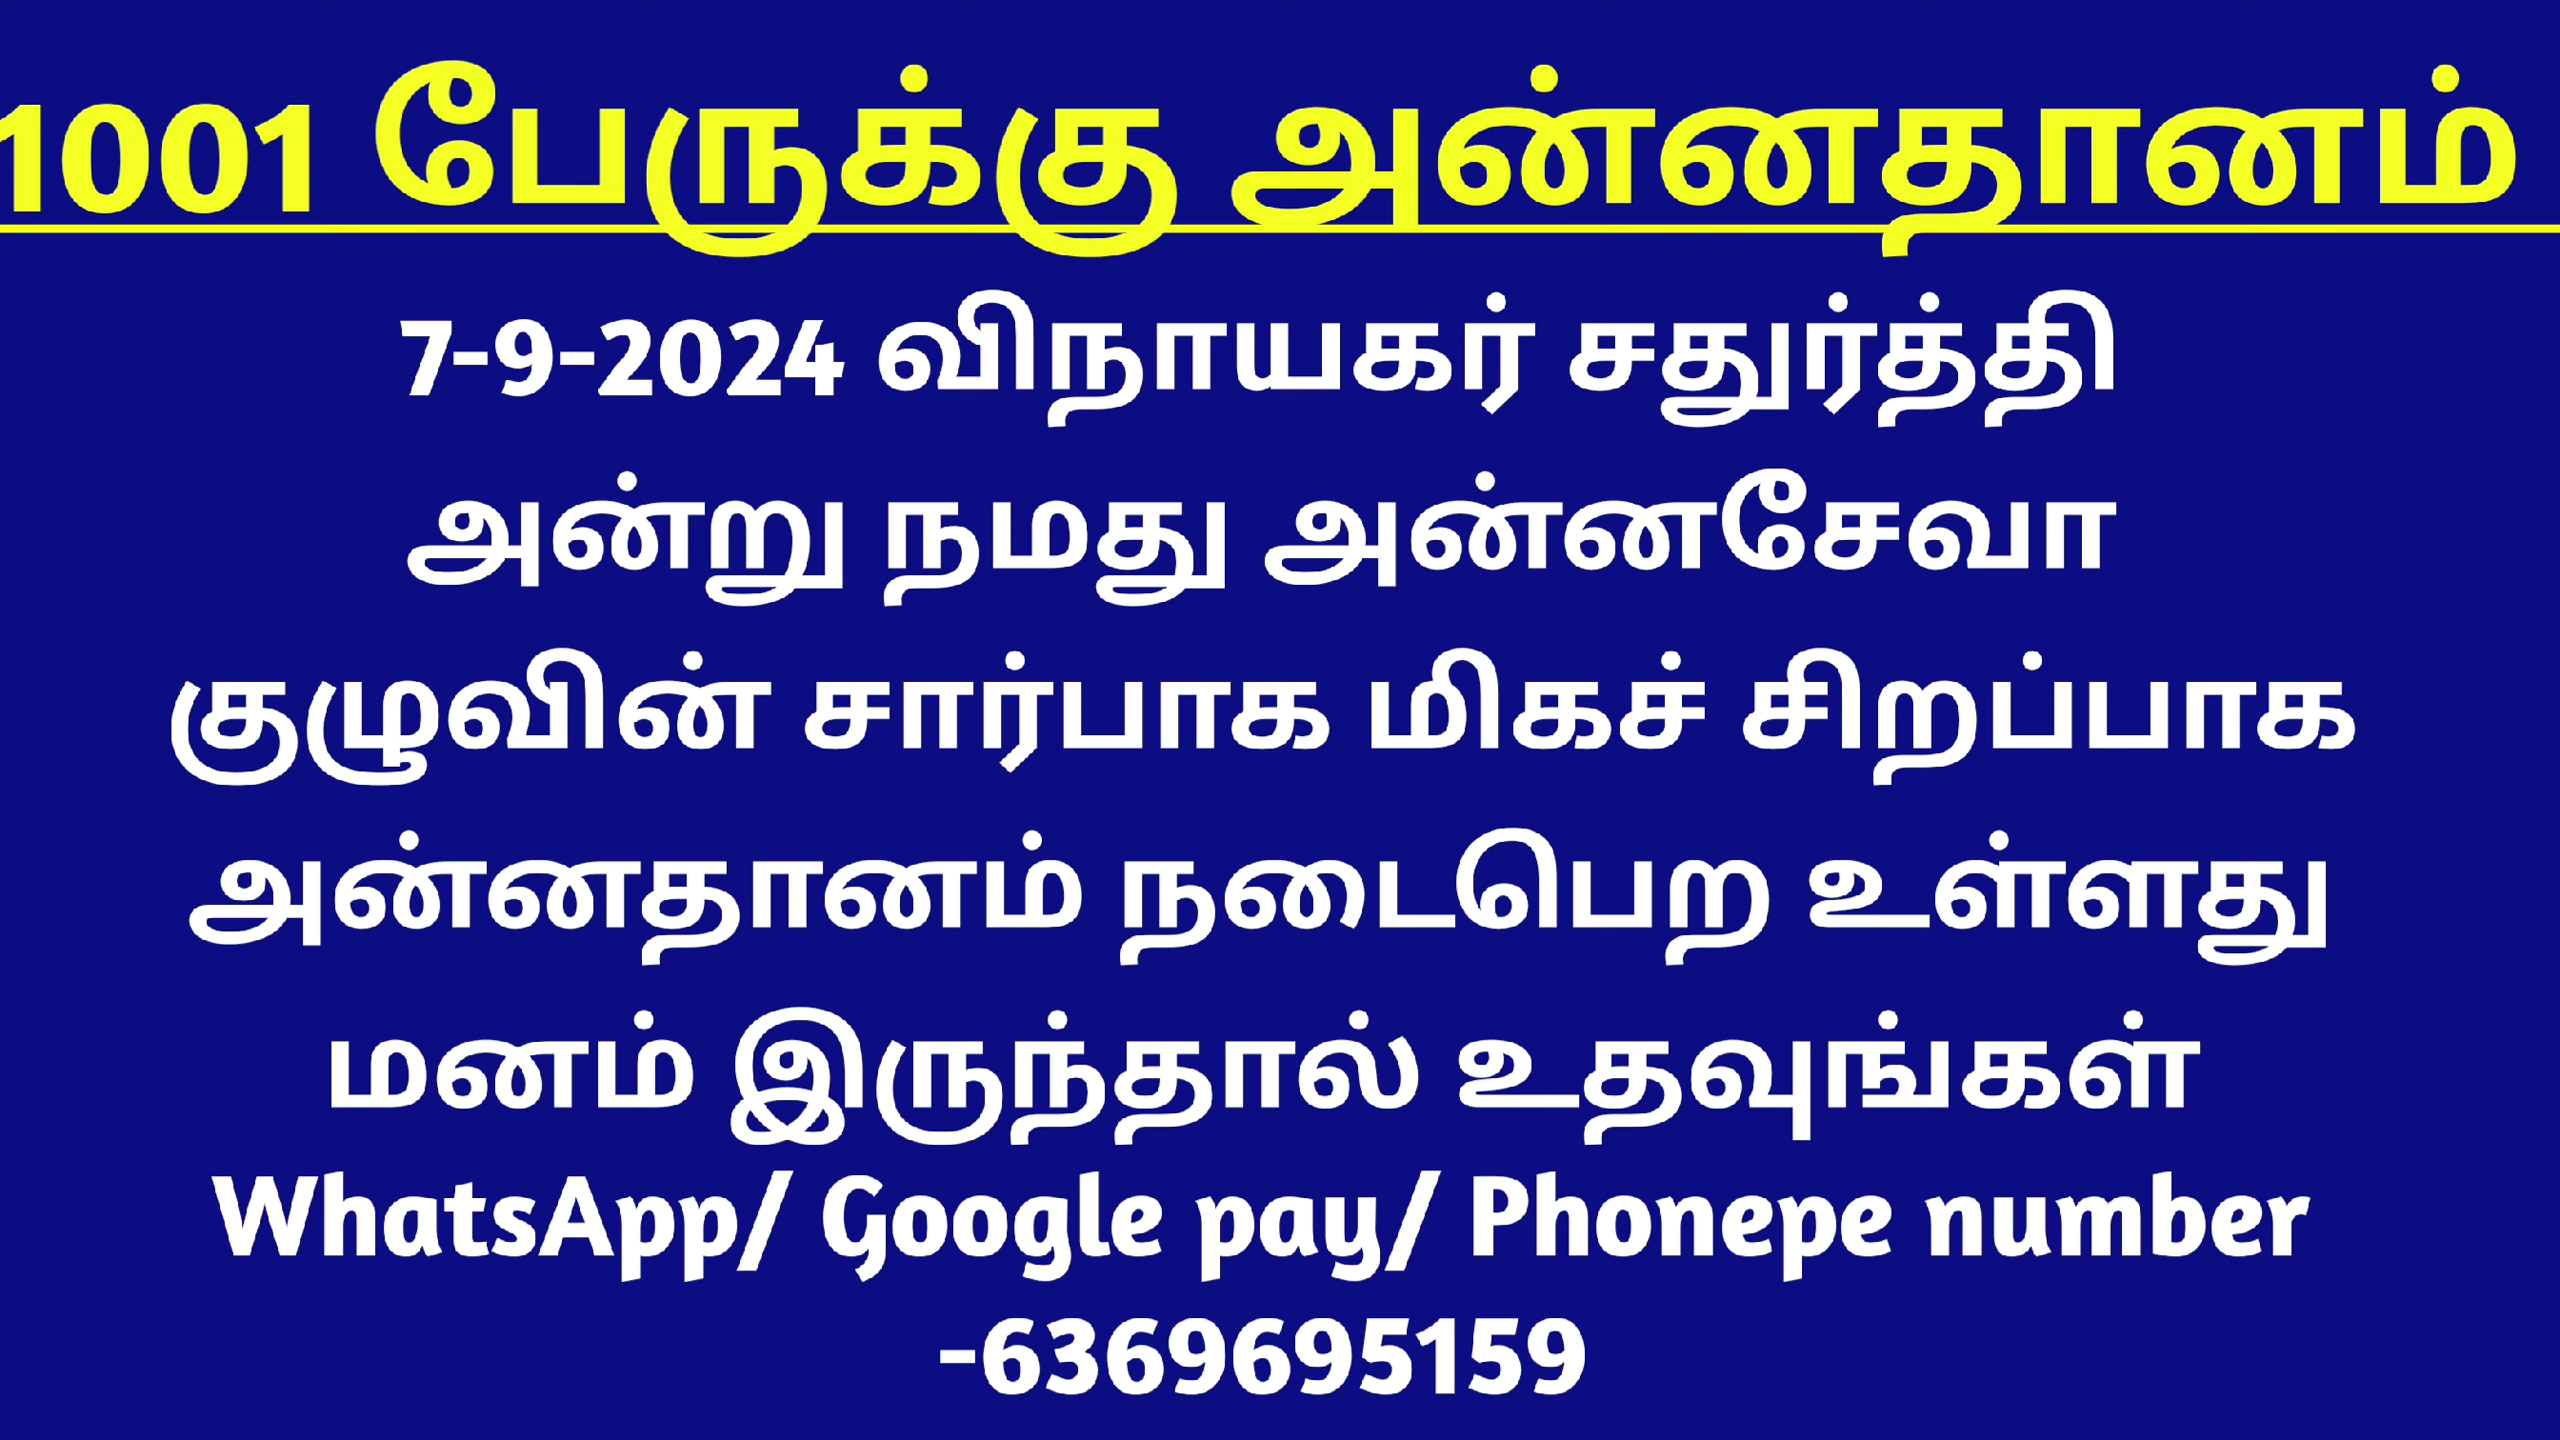 1001 பேருக்கு அன்னதானம்
7-9-2024 விநாயகர் சதுர்த்தி
அன்று நமது அன்னசேவா
குழுவின் சார்பாக மிகச் சிறப்பாக
அன்னதானம் நடைபெற உள்ளது
மனம் இருந்தால் உதவுங்கள்
WhatsApp/ Google pay/ Phonepe number
-6369695159